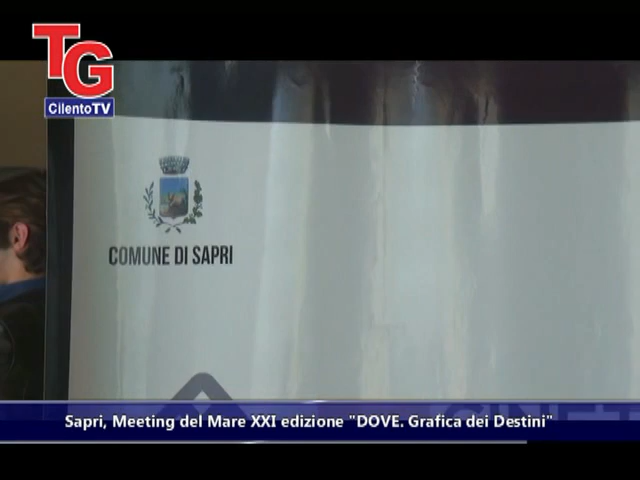 TG
CilentoTV
COMUNE DI SAPRI
Sapri, Meeting del Mare XXI edizione "DOVE. Grafica dei Destini"